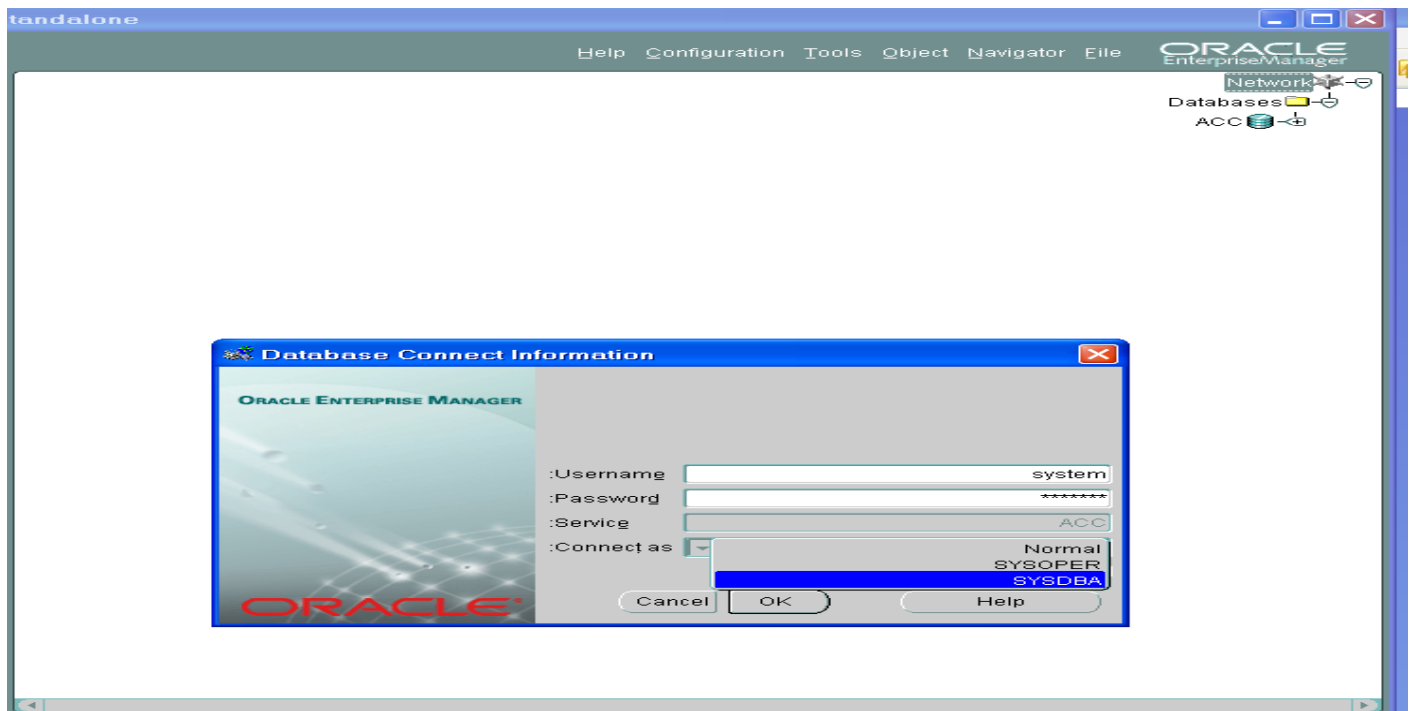 tandalone
Help Configuration Tools Object Navigator File
ORACLE
EnterpriseManager
Network
Databases
ACC
Database Connect Information
ORACLE ENTERPRISE MANAGER
:Username system
:Password *******
:Service ACC
:Connect as
Normal
SYSOPER
SYSDBA
Cancel OK Help
ORACLE